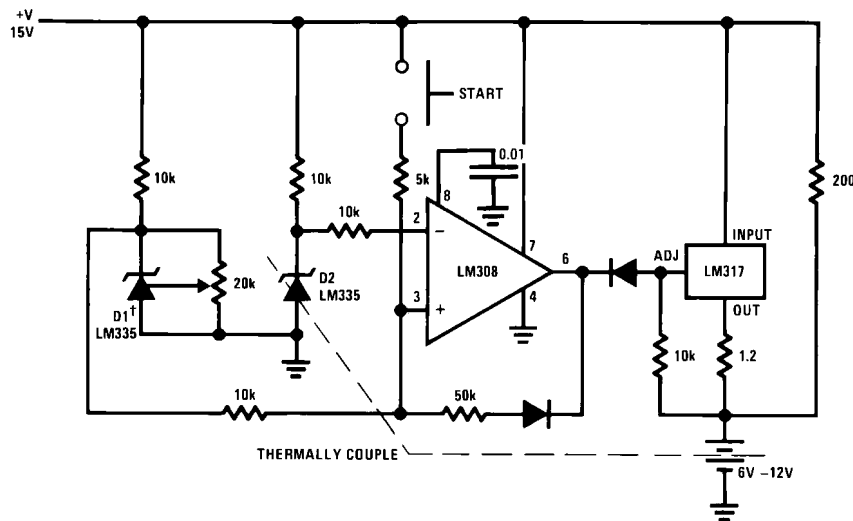 +V
15V
START
10k
10k
5k
0.01
8
200
10k
2
−
7
6
ADJ
INPUT
LM317
LM308
D2
LM335
20k
D1†
LM335
3
+
4
OUT
10k
1.2
10k
50k
THERMALLY COUPLE
6V –12V